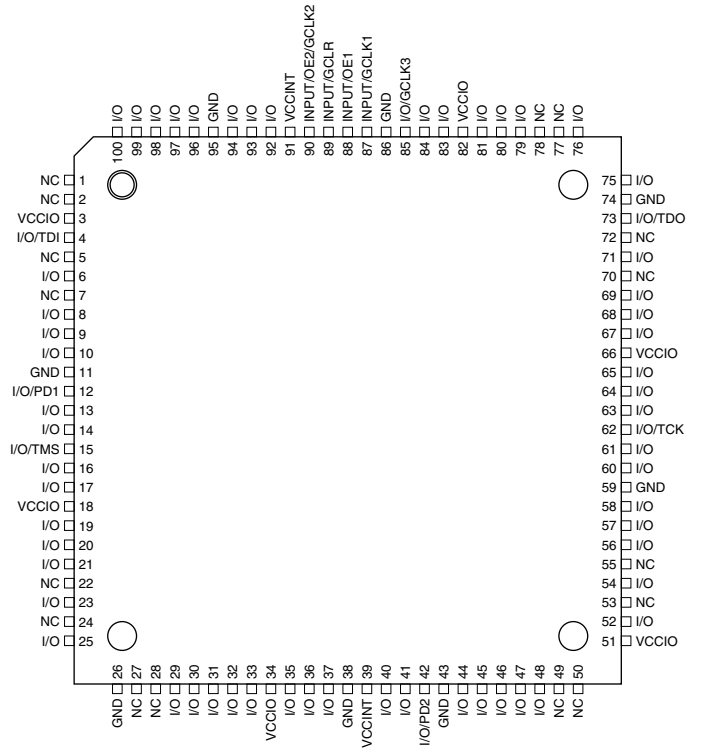 I/O I/O I/O I/O I/O GND I/O I/O I/O VCCINT INPUT/OE2/GCLK2 INPUT/GCLR INPUT/OE1 INPUT/GCLK1 GND I/O/GCLK3 I/O I/O VCCIO I/O I/O I/O NC NC I/O
100 99 98 97 96 95 94 93 92 91 90 89 88 87 86 85 84 83 82 81 80 79 78 77 76
NC 1 75 I/O
NC 2 74 GND
VCCIO 3 73 I/O/TDO
I/O/TDI 4 72 NC
NC 5 71 I/O
I/O 6 70 NC
NC 7 69 I/O
I/O 8 68 I/O
I/O 9 67 I/O
I/O 10 66 VCCIO
GND 11 65 I/O
I/O/PD1 12 64 I/O
I/O 13 63 I/O
I/O 14 62 I/O/TCK
I/O/TMS 15 61 I/O
I/O 16 60 I/O
I/O 17 59 GND
VCCIO 18 58 I/O
I/O 19 57 I/O
I/O 20 56 I/O
I/O 21 55 NC
NC 22 54 I/O
I/O 23 53 NC
NC 24 52 I/O
I/O 25 51 VCCIO
26 27 28 29 30 31 32 33 34 35 36 37 38 39 40 41 42 43 44 45 46 47 48 49 50
GND NC NC I/O I/O I/O I/O I/O VCCIO I/O I/O I/O GND VCCINT I/O I/O I/O/PD2 GND I/O I/O I/O I/O I/O NC NC